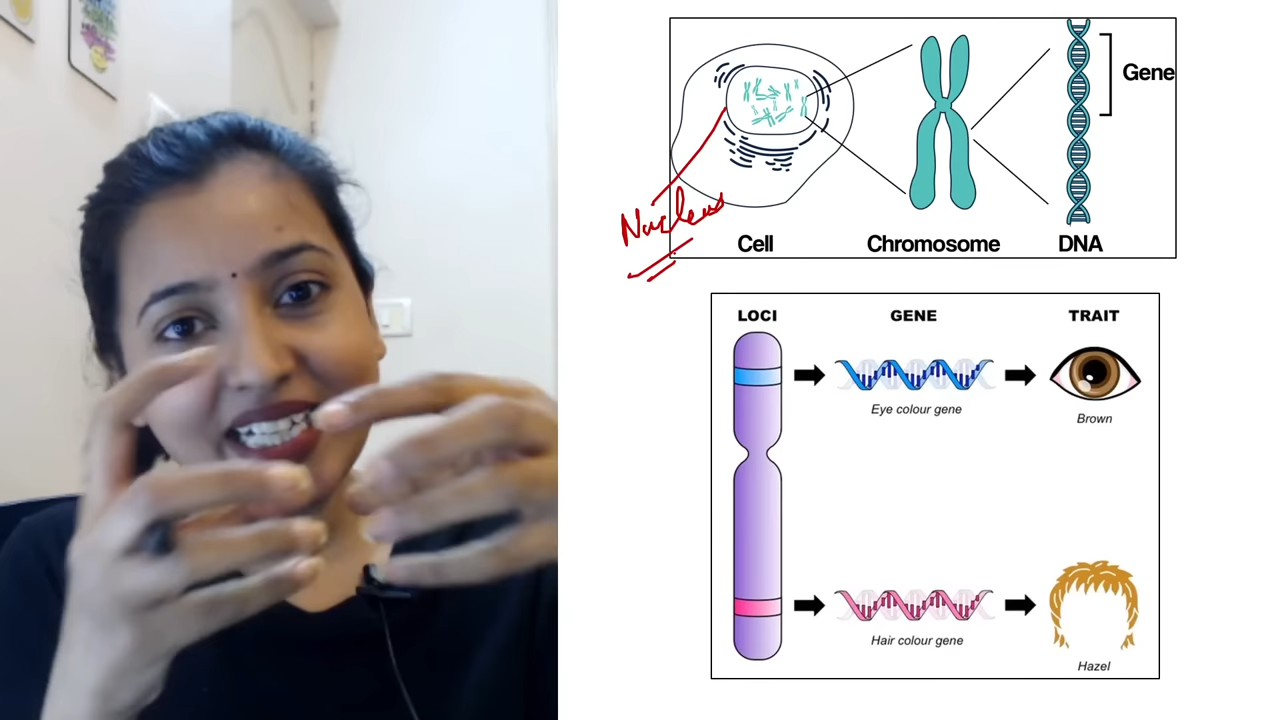 Gene
Nucleus
Cell
Chromosome
DNA
LOCI
GENE
TRAIT
Eye colour gene
Brown
Hair colour gene
Hazel